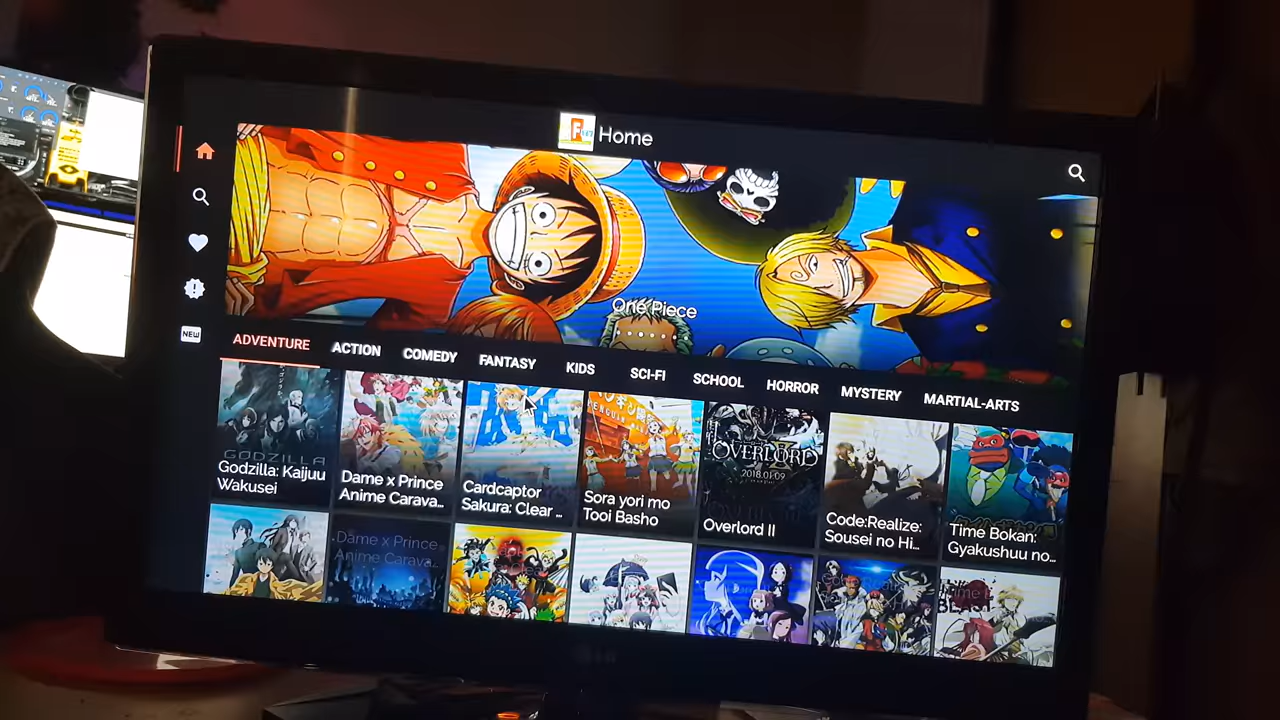 Home
One Piece
NEW
ADVENTURE
ACTION
COMEDY
FANTASY
KIDS
SCI-FI
SCHOOL
HORROR
MYSTERY
MARTIAL-ARTS
GODZILLA
Godzilla: Kaijuu
Wakusei
Dame x Prince
Anime Carava...
Cardcaptor
Sakura: Clear ...
Sora yori mo
Tooi Basho
OVERLORD
2018.01.09
Overlord II
Code:Realize:
Sousei no Hi...
Time Bokan:
Gyakushuu no...
Dame x Prince
Anime Carava...
LG